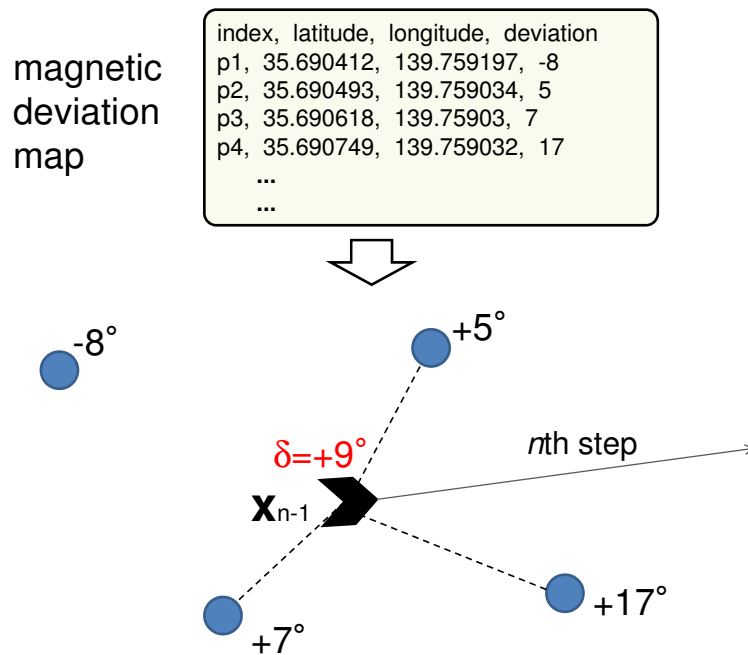 magnetic
deviation
map
index, latitude, longitude, deviation
p1, 35.690412, 139.759197, -8
p2, 35.690493, 139.759034, 5
p3, 35.690618, 139.75903, 7
p4, 35.690749, 139.759032, 17
...
...
-8°
+5°
δ=+9°
nth step
xn-1
+17°
+7°